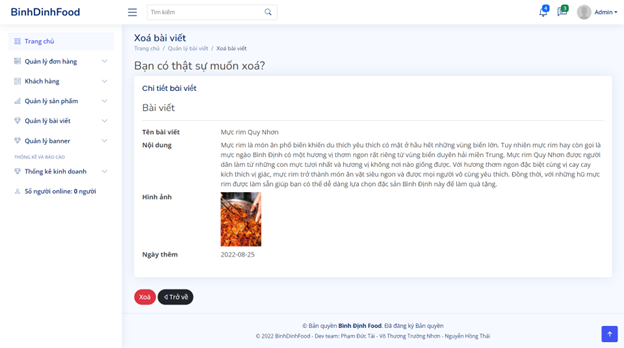 BinhDinhFood
Tìm kiếm
4
3
Admin
Trang chủ
Quản lý đơn hàng
Khách hàng
Quản lý sản phẩm
Quản lý bài viết
Quản lý banner
THỐNG KÊ VÀ BÁO CÁO
Thống kê kinh doanh
Số người online: 0 người
Xoá bài viết
Trang chủ / Quản lý bài viết / Xoá bài viết
Bạn có thật sự muốn xoá?
Chi tiết bài viết
Bài viết
Tên bài viết Mực rim Quy Nhơn
Nội dung Mực rim là món ăn phổ biến khiến du thích yêu thích có mặt ở hầu hết những vùng biển lớn. Tuy nhiên mực rim hay còn gọi là
mực ngào Bình Định có một hương vị thơm ngon rất riêng từ vùng biển duyên hải miền Trung. Mực rim Quy Nhơn được người
dân làm từ những con mực tươi nhất và hương vị không nơi nào giống được. Với hương thơm ngon đặc biệt cùng vị cay cay
kích thích vị giác, mực rim trở thành món ăn vặt siêu ngon và được mọi người vô cùng yêu thích. Đồng thời, với những hũ mực
rim được làm sẵn giúp bạn có thể dễ dàng lựa chọn đặc sản Bình Định này để làm quà tặng.
Hình ảnh
Ngày thêm 2022-08-25
Xoá
Trở về
© Bản quyền Bình Định Food. Đã đăng ký Bản quyền
© 2022 BinhDinhFood - Dev team: Phạm Đức Tài - Võ Thương Trường Nhơn - Nguyễn Hồng Thái